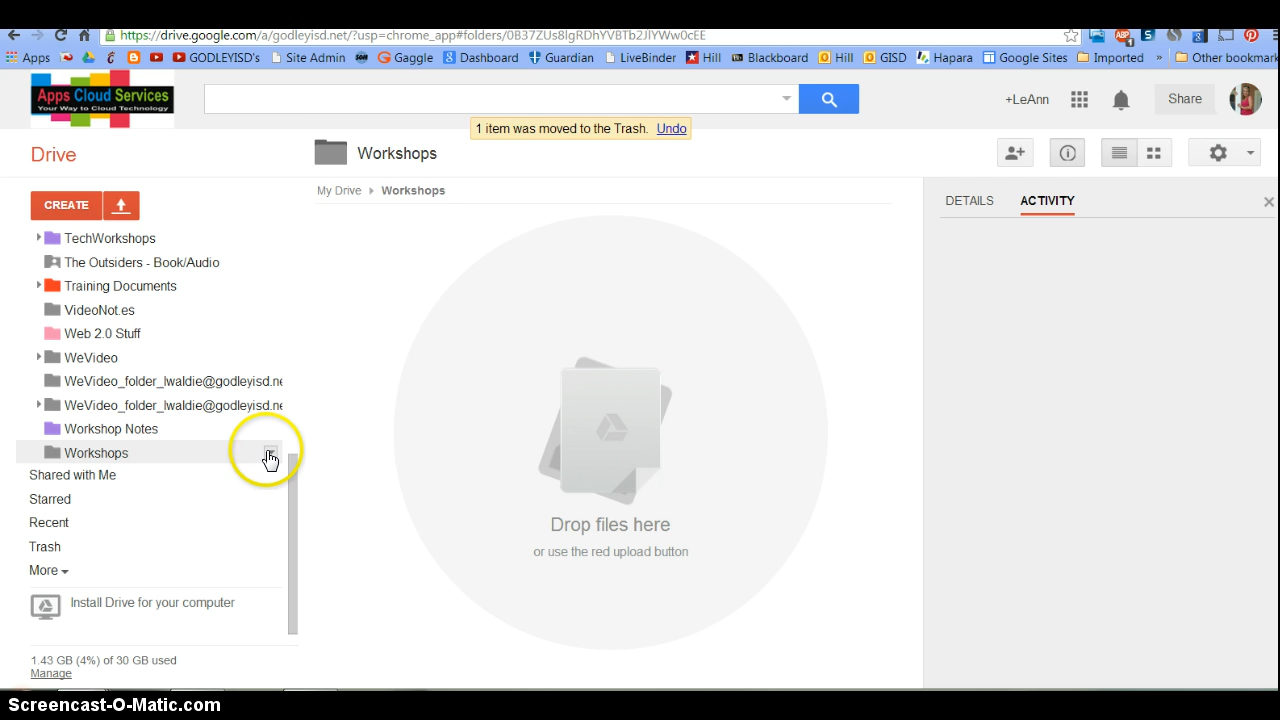 https://drive.google.com/a/godleyisd.net/?usp=chrome_app#folders/0B37ZUs8lgRDhYVBTb2JlYWw0cEE
Apps GODLEYISD's Site Admin Gaggle Dashboard Guardian LiveBinder Hill Blackboard Hill GISD Hapara Google Sites Imported » Other bookmark
Apps Cloud Services
Your Way to Cloud Technology
+LeAnn
Share
1 item was moved to the Trash. Undo
Drive
Workshops
My Drive Workshops
DETAILS ACTIVITY
CREATE
TechWorkshops
The Outsiders - Book/Audio
Training Documents
VideoNot.es
Web 2.0 Stuff
WeVideo
WeVideo_folder_lwaldie@godleyisd.ne
WeVideo_folder_lwaldie@godleyisd.ne
Workshop Notes
Workshops
Shared with Me
Starred
Recent
Trash
More
Install Drive for your computer
1.43 GB (4%) of 30 GB used
Manage
Drop files here
or use the red upload button
Screencast-O-Matic.com